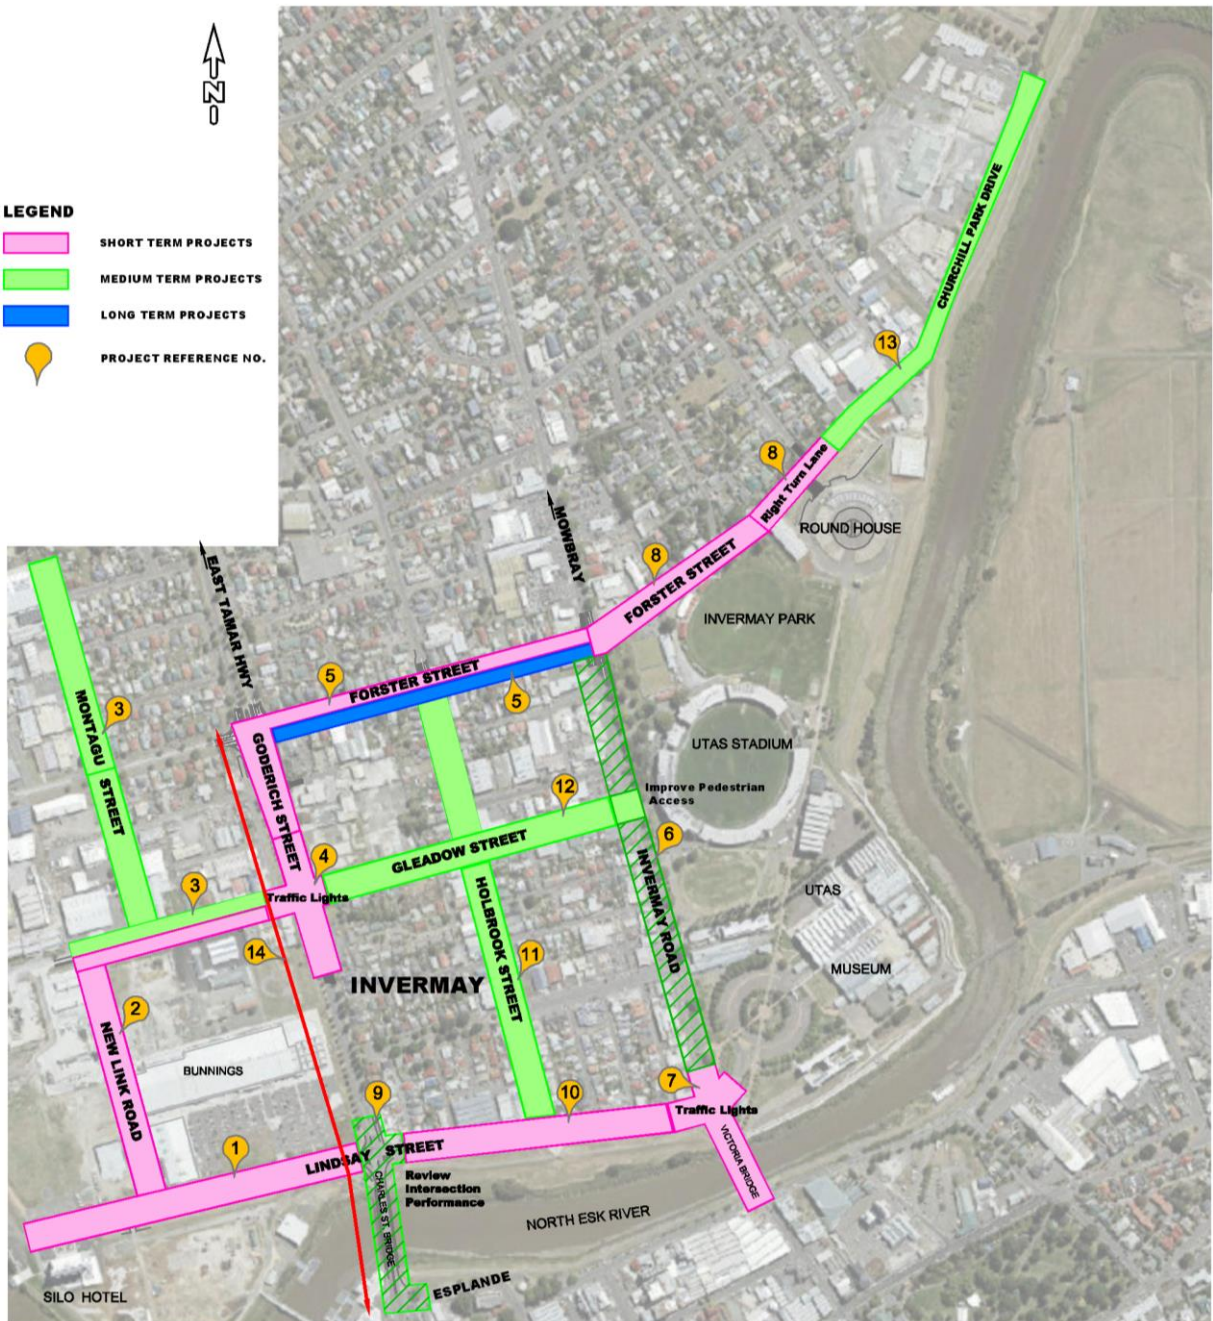 N
LEGEND
SHORT TERM PROJECTS
MEDIUM TERM PROJECTS
LONG TERM PROJECTS
PROJECT REFERENCE NO.
CHURCHILL PARK DRIVE
13
8
Right Turn Lane
ROUND HOUSE
MOWBRAY
8
FORSTER STREET
INVERMAY PARK
EAST TAMAR HWY
5
FORSTER STREET
5
MONTAGU STREET
3
GODERICH STREET
UTAS STADIUM
Improve Pedestrian
Access
12
6
4
GLEADOW STREET
3
Traffic Lights
INVERMAY ROAD
UTAS
HOLBROOK STREET
14
11
MUSEUM
INVERMAY
2
NEW LINK ROAD
BUNNINGS
9
10
7
Traffic Lights
1
LINDSAY STREET
VICTORIA BRIDGE
Review
Intersection
Performance
CHARLES ST. BRIDGE
NORTH ESK RIVER
ESPLANDE
SILO HOTEL